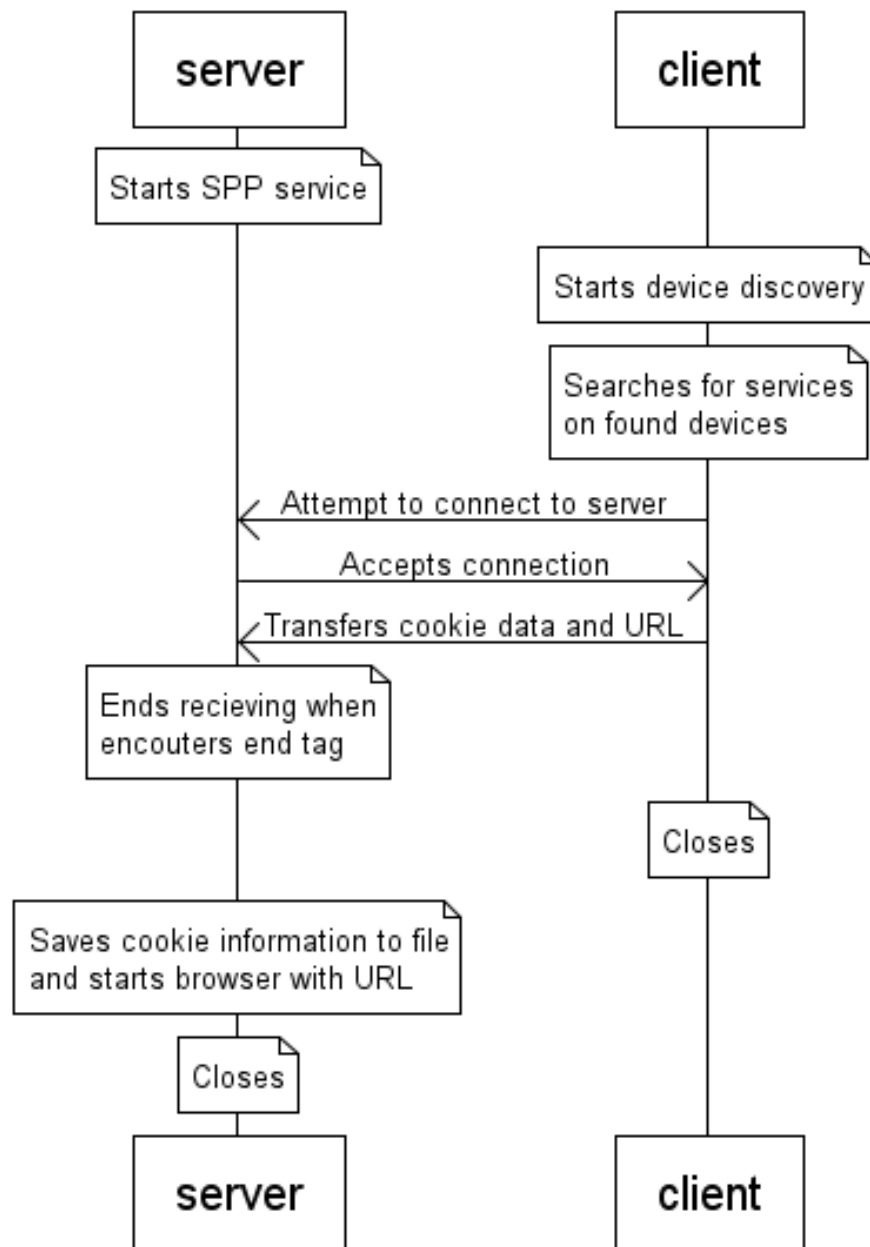 server
client
Starts SPP service
Starts device discovery
Searches for services
on found devices
Attempt to connect to server
Accepts connection
Transfers cookie data and URL
Ends recieving when
encouters end tag
Closes
Saves cookie information to file
and starts browser with URL
Closes
server
client